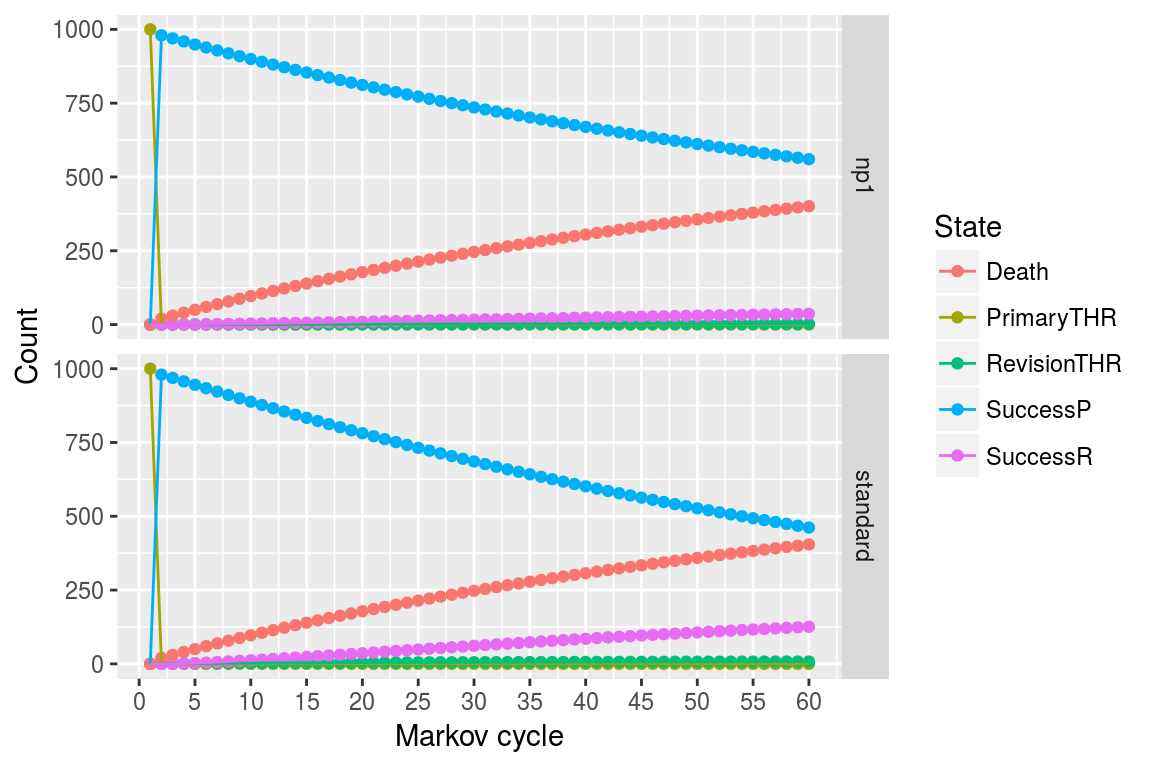 1000
750
500
250
0
np1
1000
750
500
250
0
standard
0 5 10 15 20 25 30 35 40 45 50 55 60
Markov cycle
Count
State
Death
PrimaryTHR
RevisionTHR
SuccessP
SuccessR